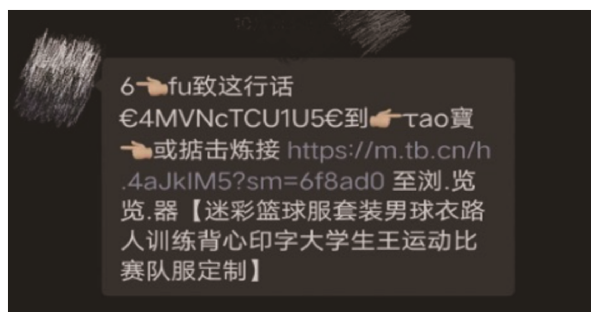 6👈fu致这行话
€4MVNcTCU1U5€到👉τao寳
👈或掂击炼接 https://m.tb.cn/h
.4aJkIM5?sm=6f8ad0 至浏.览
览.器【迷彩篮球服套装男球衣路
人训练背心印字大学生王运动比
赛队服定制】